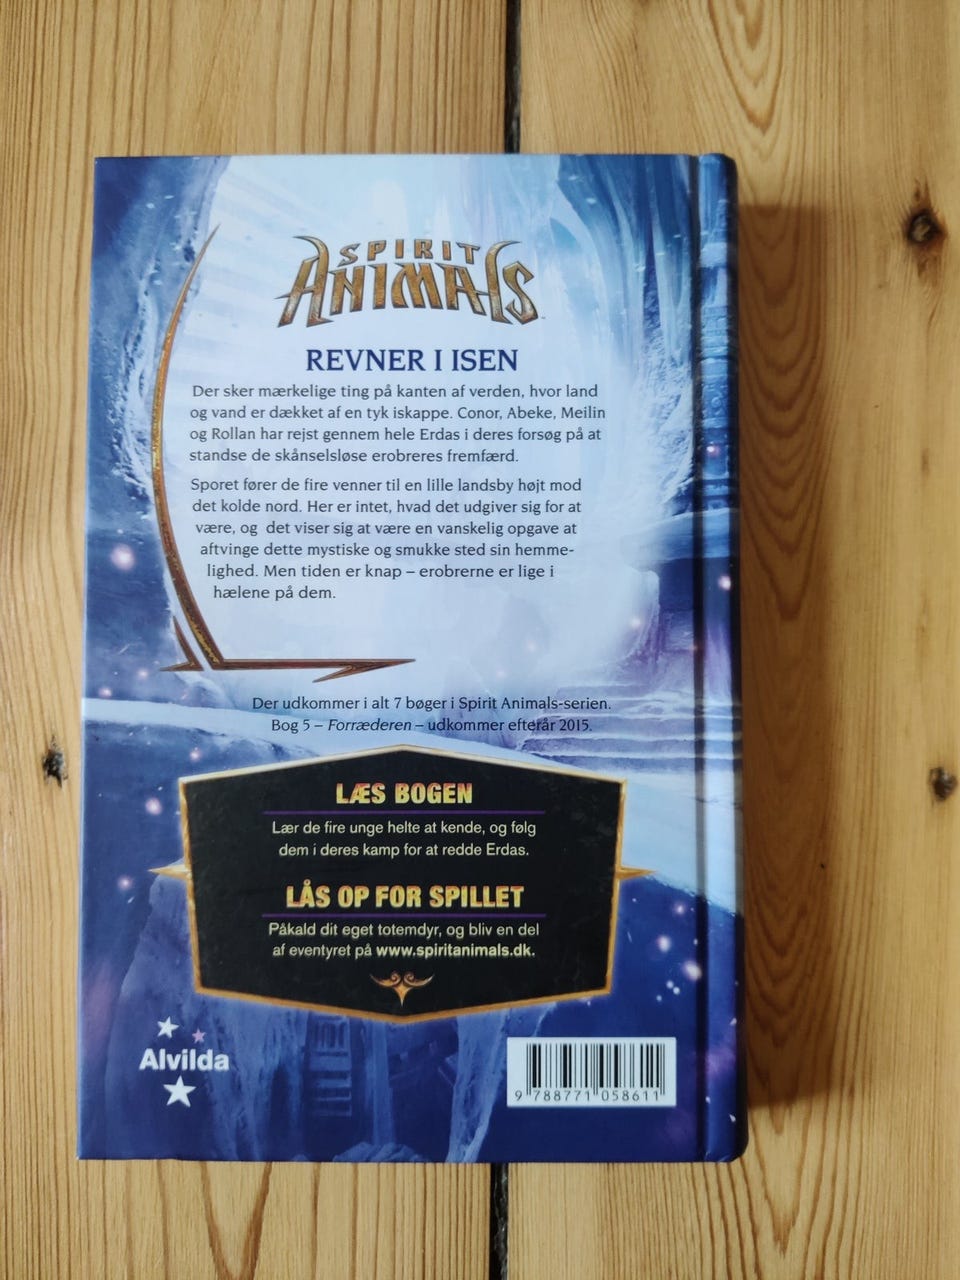 SPIRIT
ANIMALS
REVNER I ISEN
Der sker mærkelige ting på kanten af verden, hvor land
og vand er dækket af en tyk iskappe. Conor, Abeke, Meilin
og Rollan har rejst gennem hele Erdas i deres forsøg på at
standse de skånselsløse erobreres fremfærd.
Sporet fører de fire venner til en lille landsby højt mod
det kolde nord. Her er intet, hvad det udgiver sig for at
være, og det viser sig at være en vanskelig opgave at
aftvinge dette mystiske og smukke sted sin hemme-
lighed. Men tiden er knap – erobrerne er lige i
hælene på dem.
Der udkommer i alt 7 bøger i Spirit Animals-serien.
Bog 5 – Forræderen – udkommer efterår 2015.
LÆS BOGEN
Lær de fire unge helte at kende, og følg
dem i deres kamp for at redde Erdas.
LÅS OP FOR SPILLET
Påkald dit eget totemdyr, og bliv en del
af eventyret på www.spiritanimals.dk.
Alvilda
9 788771 058611